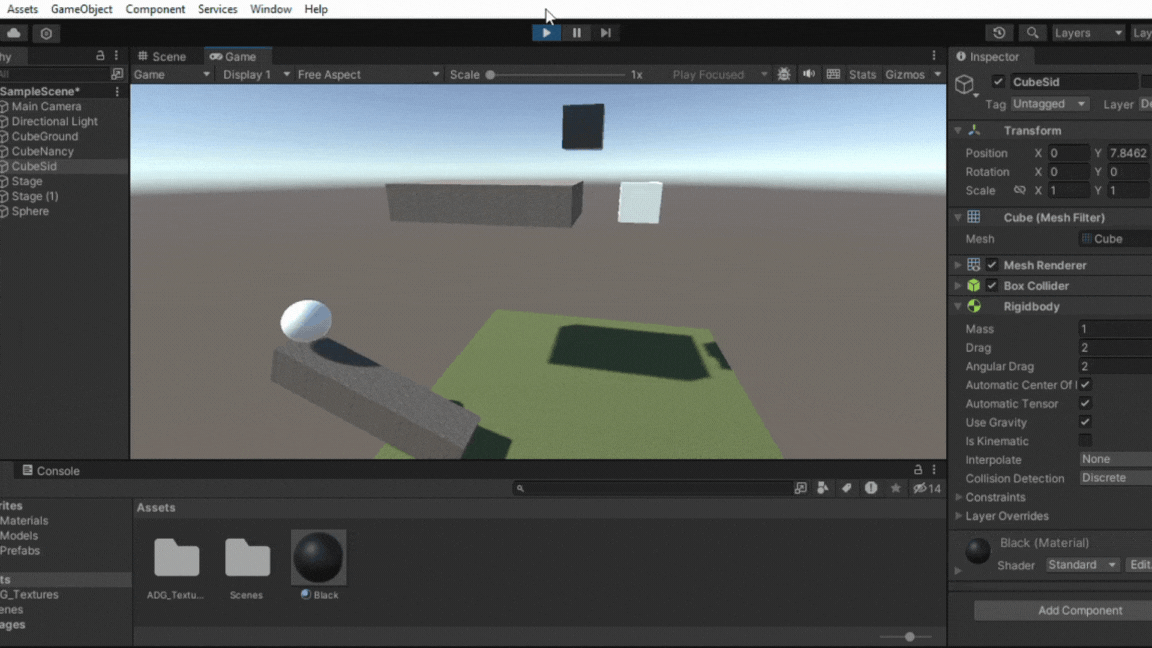 Assets GameObject Component Services Window Help
Layers Lay
hy
Scene Game
Inspector
All
Game Display 1 Free Aspect Scale 1x Play Focused Stats Gizmos
CubeSid
SampleScene*
Tag Untagged Layer De
Main Camera
Directional Light
CubeGround
CubeNancy
CubeSid
Stage
Stage (1)
Sphere
Transform
Position X 0 Y 7.8462
Rotation X 0 Y 0
Scale X 1 Y 1
Cube (Mesh Filter)
Mesh Cube
Mesh Renderer
Box Collider
Rigidbody
Mass 1
Drag 2
Angular Drag 2
Automatic Center Of
Automatic Tensor
Use Gravity
Is Kinematic
Interpolate None
Collision Detection Discrete
Constraints
Layer Overrides
Black (Material)
Shader Standard Edit.
Add Component
Console
14
rites
Materials
Models
Prefabs
ts
G_Textures
enes
ages
Assets
ADG_Textu... Scenes Black